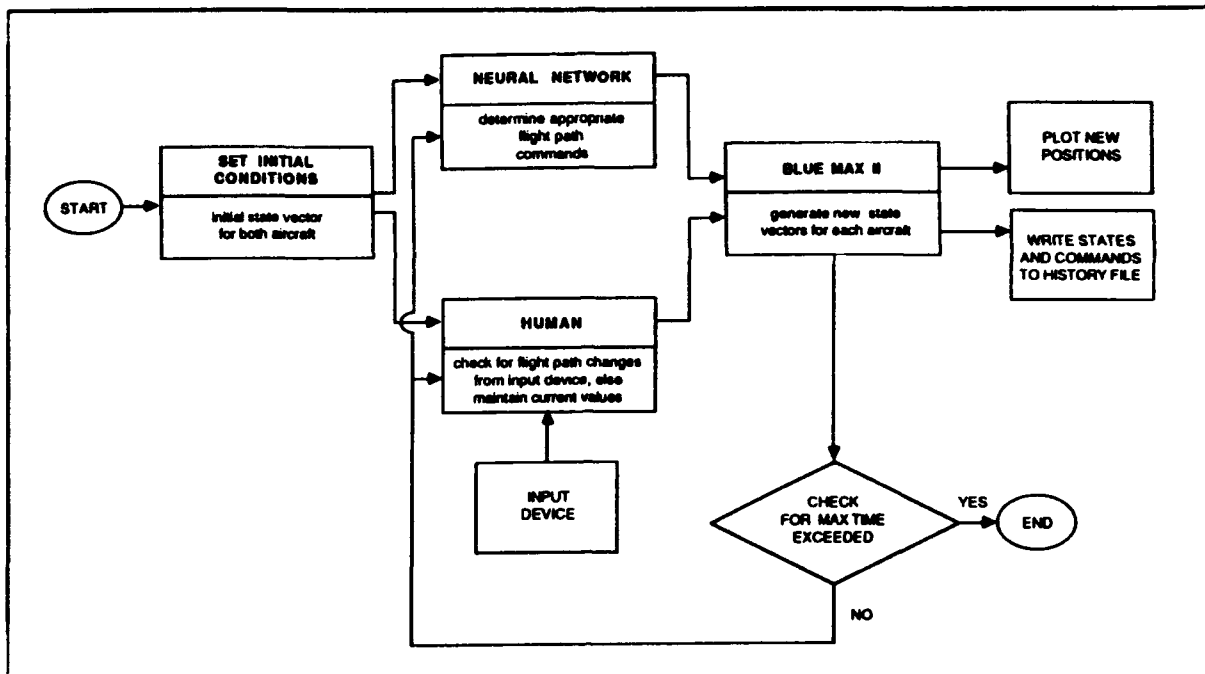 START
SET INITIAL
CONDITIONS
initial state vector
for both aircraft
NEURAL NETWORK
determine appropriate
flight path
commands
HUMAN
check for flight path changes
from input device, else
maintain current values
INPUT
DEVICE
BLUE MAX II
generate new state
vectors for each aircraft
PLOT NEW
POSITIONS
WRITE STATES
AND COMMANDS
TO HISTORY FILE
CHECK
FOR MAX TIME
EXCEEDED
YES
END
NO